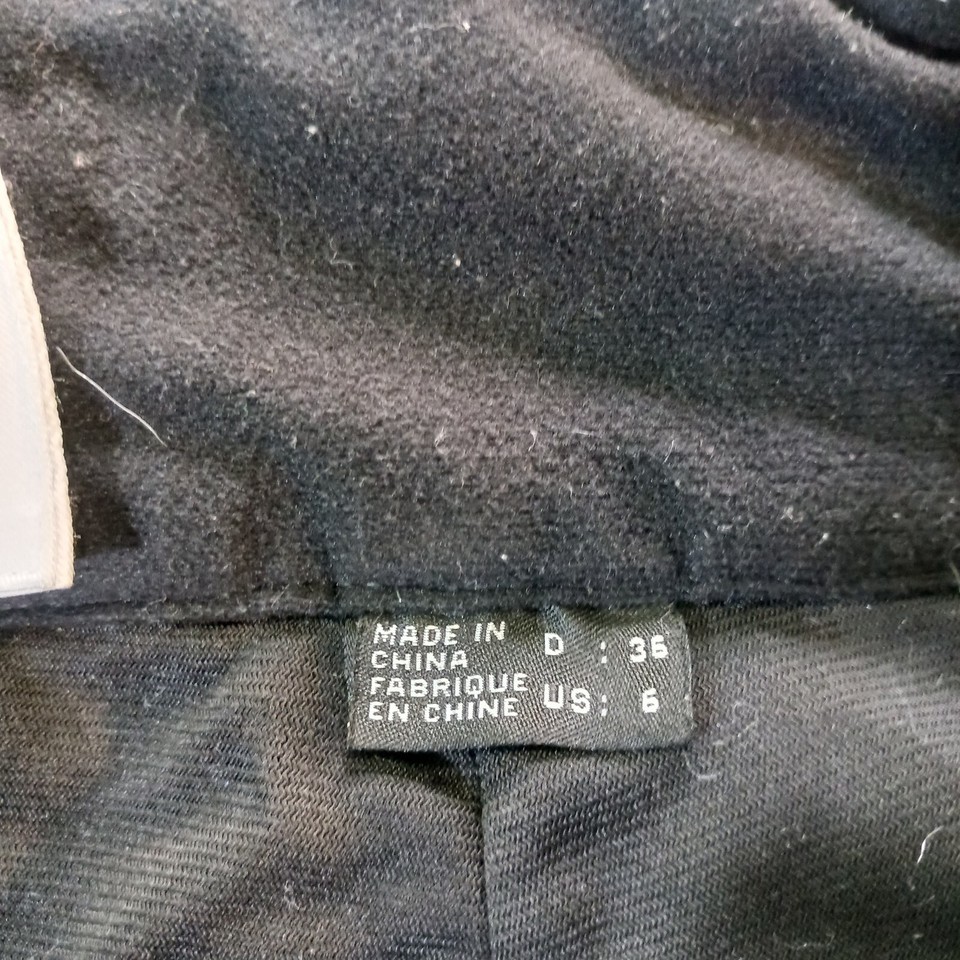 MADE IN
CHINA
FABRIQUE
EN CHINE
D : 36
US: 6